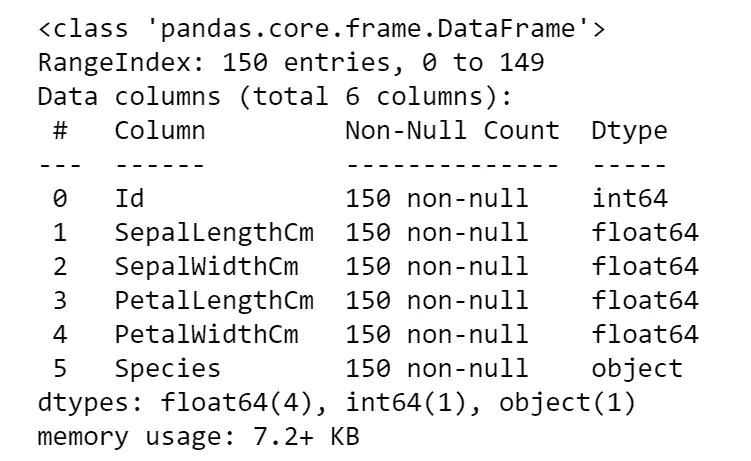 <class 'pandas.core.frame.DataFrame'>
RangeIndex: 150 entries, 0 to 149
Data columns (total 6 columns):
 #   Column         Non-Null Count  Dtype
---  ------         --------------  -----
 0   Id             150 non-null    int64
 1   SepalLengthCm  150 non-null    float64
 2   SepalWidthCm   150 non-null    float64
 3   PetalLengthCm  150 non-null    float64
 4   PetalWidthCm   150 non-null    float64
 5   Species        150 non-null    object
dtypes: float64(4), int64(1), object(1)
memory usage: 7.2+ KB